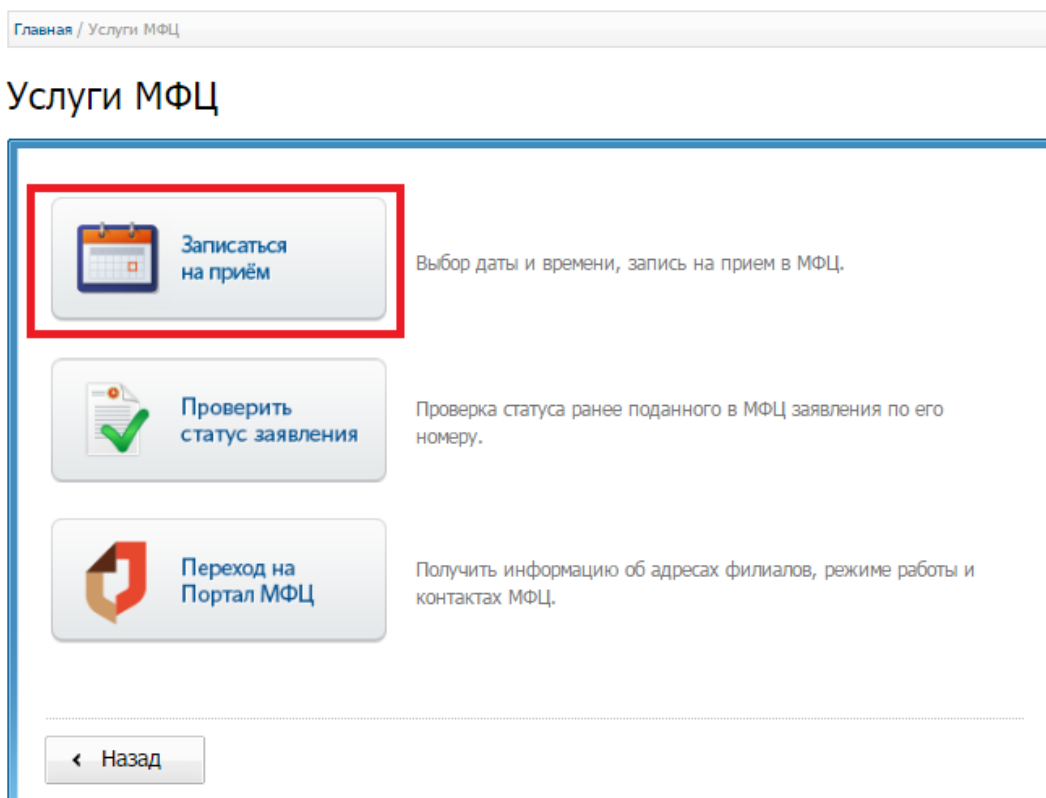 Главная / Услуги МФЦ
Услуги МФЦ
Записаться
на приём
Выбор даты и времени, запись на прием в МФЦ.
Проверить
статус заявления
Проверка статуса ранее поданного в МФЦ заявления по его
номеру.
Переход на
Портал МФЦ
Получить информацию об адресах филиалов, режиме работы и
контактах МФЦ.
Назад